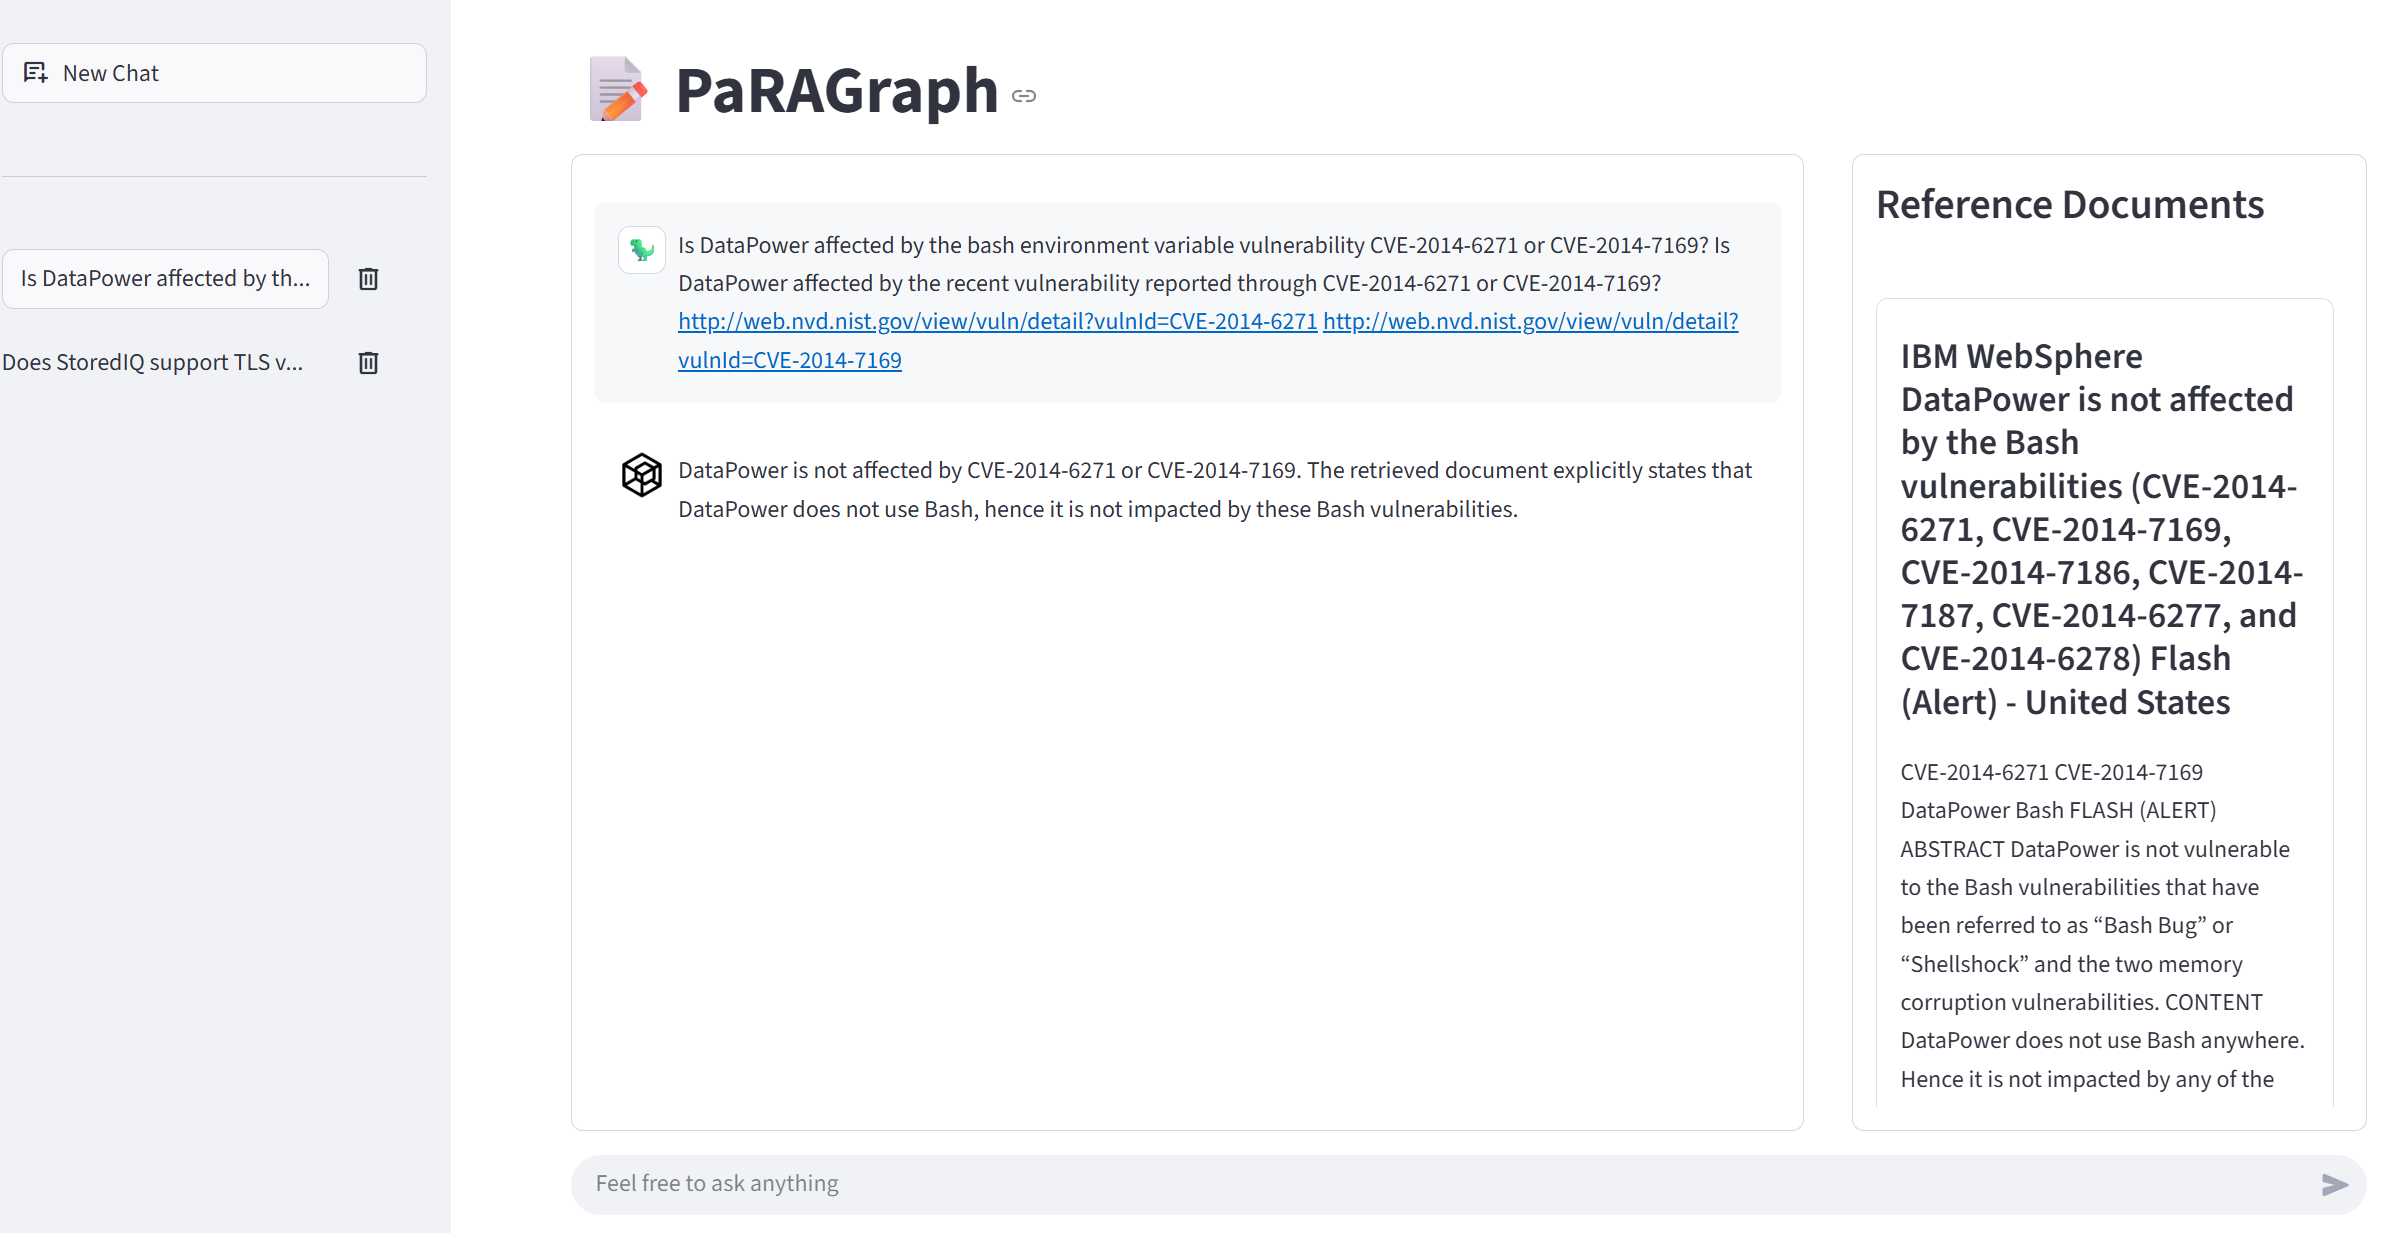 New Chat
Is DataPower affected by th...
Does StoredIQ support TLS v...
PaRAGraph
Is DataPower affected by the bash environment variable vulnerability CVE-2014-6271 or CVE-2014-7169? Is
DataPower affected by the recent vulnerability reported through CVE-2014-6271 or CVE-2014-7169?
http://web.nvd.nist.gov/view/vuln/detail?vulnId=CVE-2014-6271 http://web.nvd.nist.gov/view/vuln/detail?
vulnId=CVE-2014-7169
DataPower is not affected by CVE-2014-6271 or CVE-2014-7169. The retrieved document explicitly states that
DataPower does not use Bash, hence it is not impacted by these Bash vulnerabilities.
Reference Documents
IBM WebSphere
DataPower is not affected
by the Bash
vulnerabilities (CVE-2014-
6271, CVE-2014-7169,
CVE-2014-7186, CVE-2014-
7187, CVE-2014-6277, and
CVE-2014-6278) Flash
(Alert) - United States
CVE-2014-6271 CVE-2014-7169
DataPower Bash FLASH (ALERT)
ABSTRACT DataPower is not vulnerable
to the Bash vulnerabilities that have
been referred to as “Bash Bug” or
“Shellshock” and the two memory
corruption vulnerabilities. CONTENT
DataPower does not use Bash anywhere.
Hence it is not impacted by any of the
Feel free to ask anything